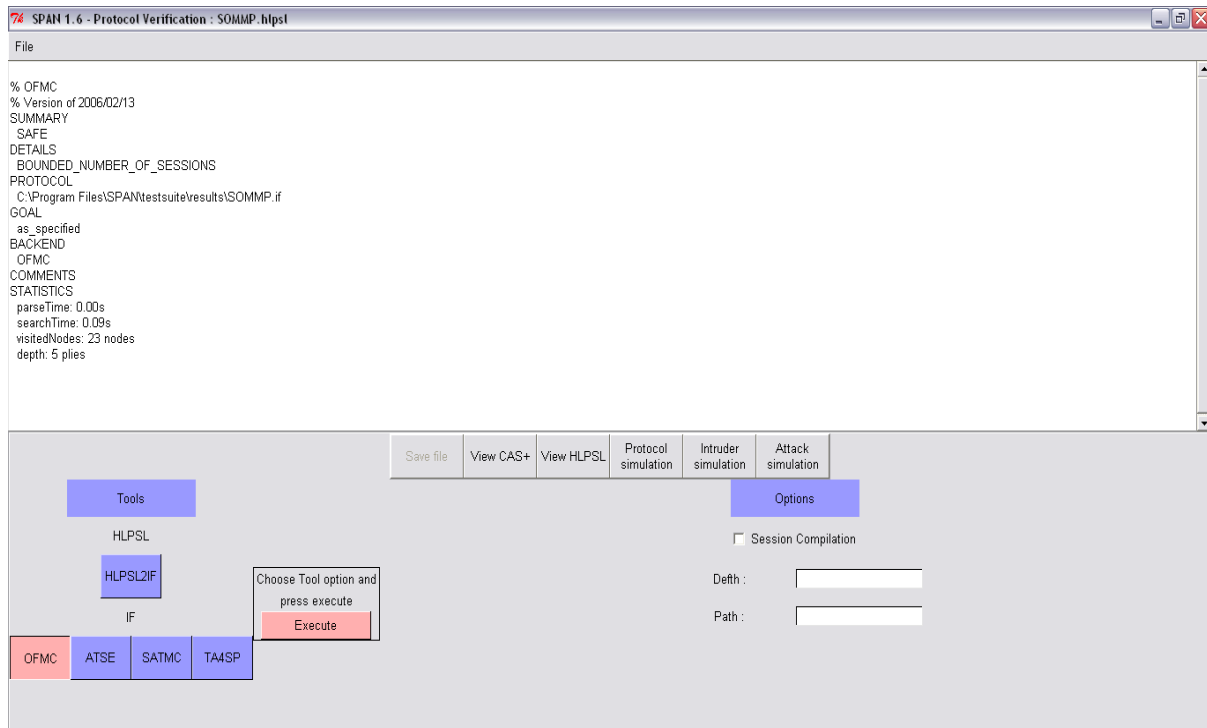 SPAN 1.6 - Protocol Verification : SOMMP.hlpsl
File
% OFMC
% Version of 2006/02/13
SUMMARY
SAFE
DETAILS
BOUNDED_NUMBER_OF_SESSIONS
PROTOCOL
C:\Program Files\SPAN\testsuite\results\SOMMP.if
GOAL
as_specified
BACKEND
OFMC
COMMENTS
STATISTICS
parseTime: 0.00s
searchTime: 0.09s
visitedNodes: 23 nodes
depth: 5 plies
Save file
View CAS+
View HLPSL
Protocol
simulation
Intruder
simulation
Attack
simulation
Tools
HLPSL
HLPSL2IF
IF
OFMC
ATSE
SATMC
TA4SP
Choose Tool option and
press execute
Execute
Options
Session Compilation
Defth :
Path :